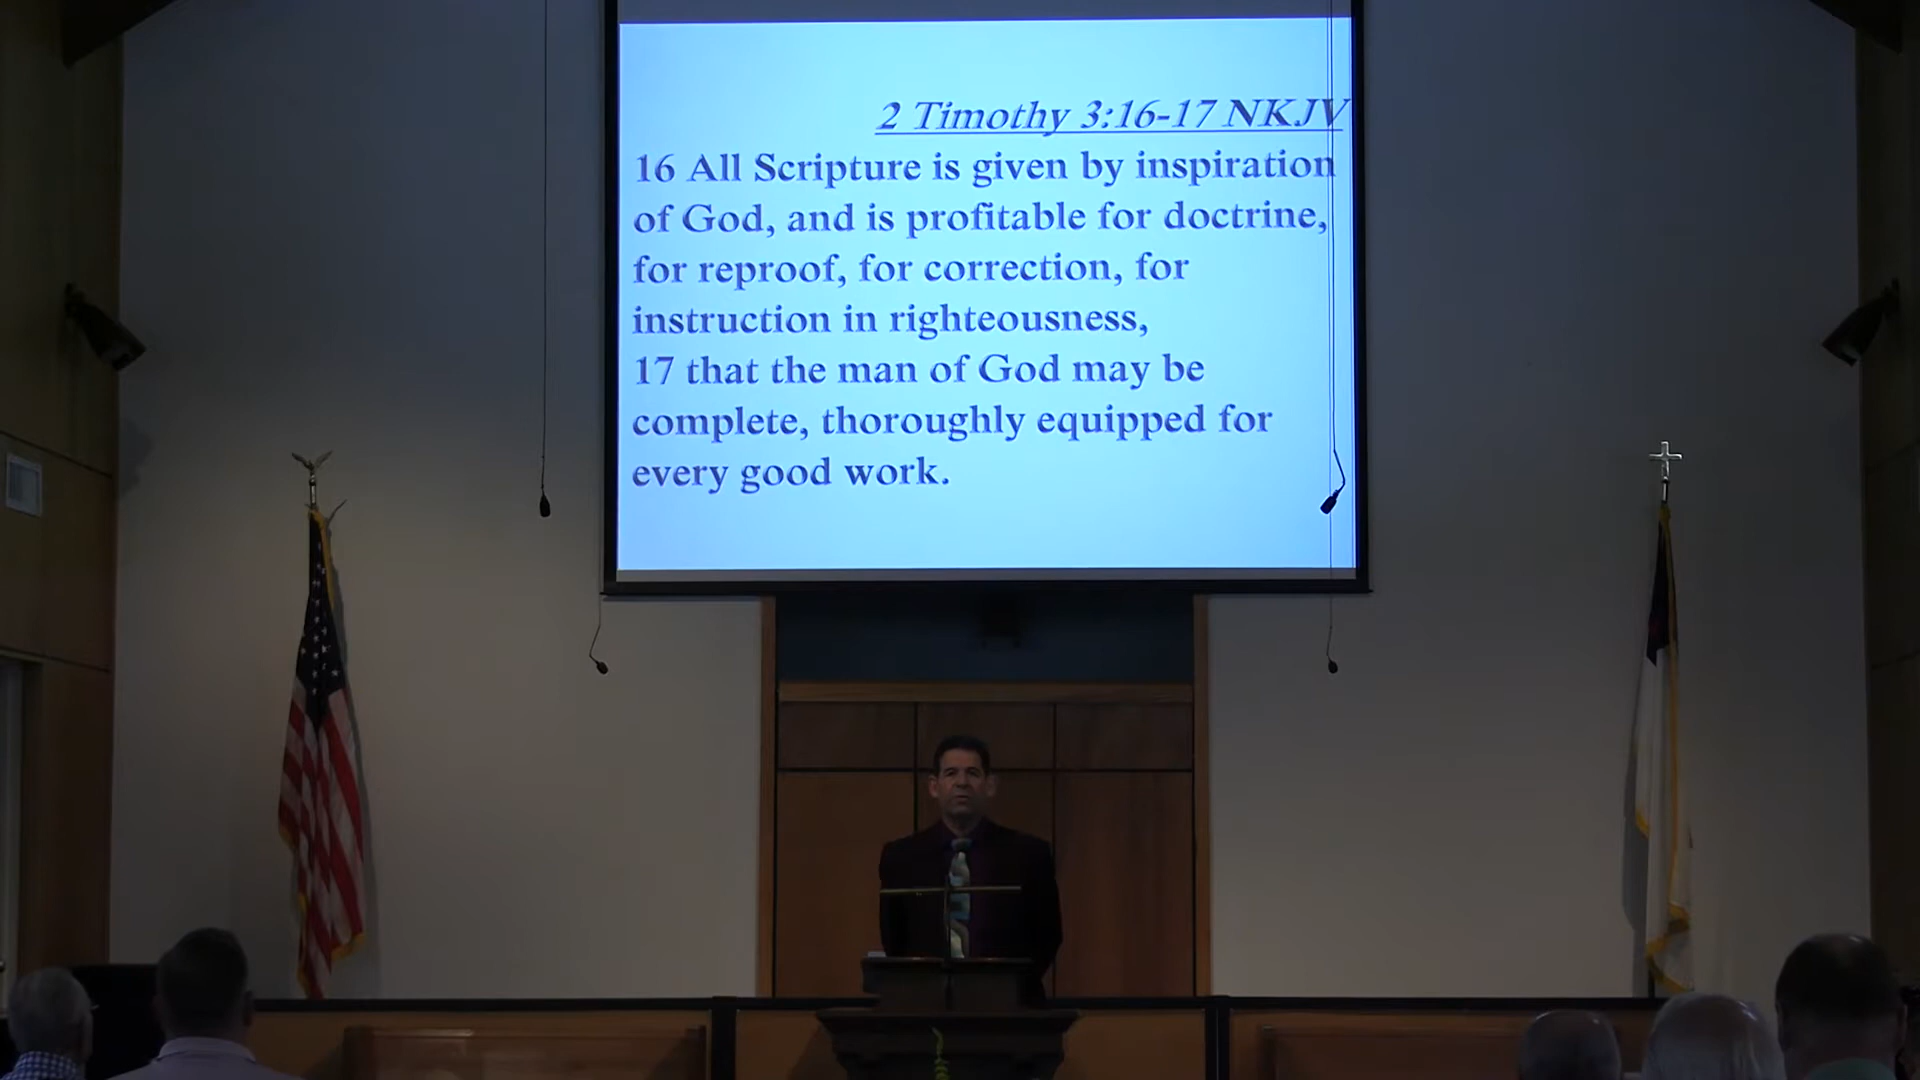 2 Timothy 3:16-17 NKJV
16 All Scripture is given by inspiration
of God, and is profitable for doctrine,
for reproof, for correction, for
instruction in righteousness,
17 that the man of God may be
complete, thoroughly equipped for
every good work.